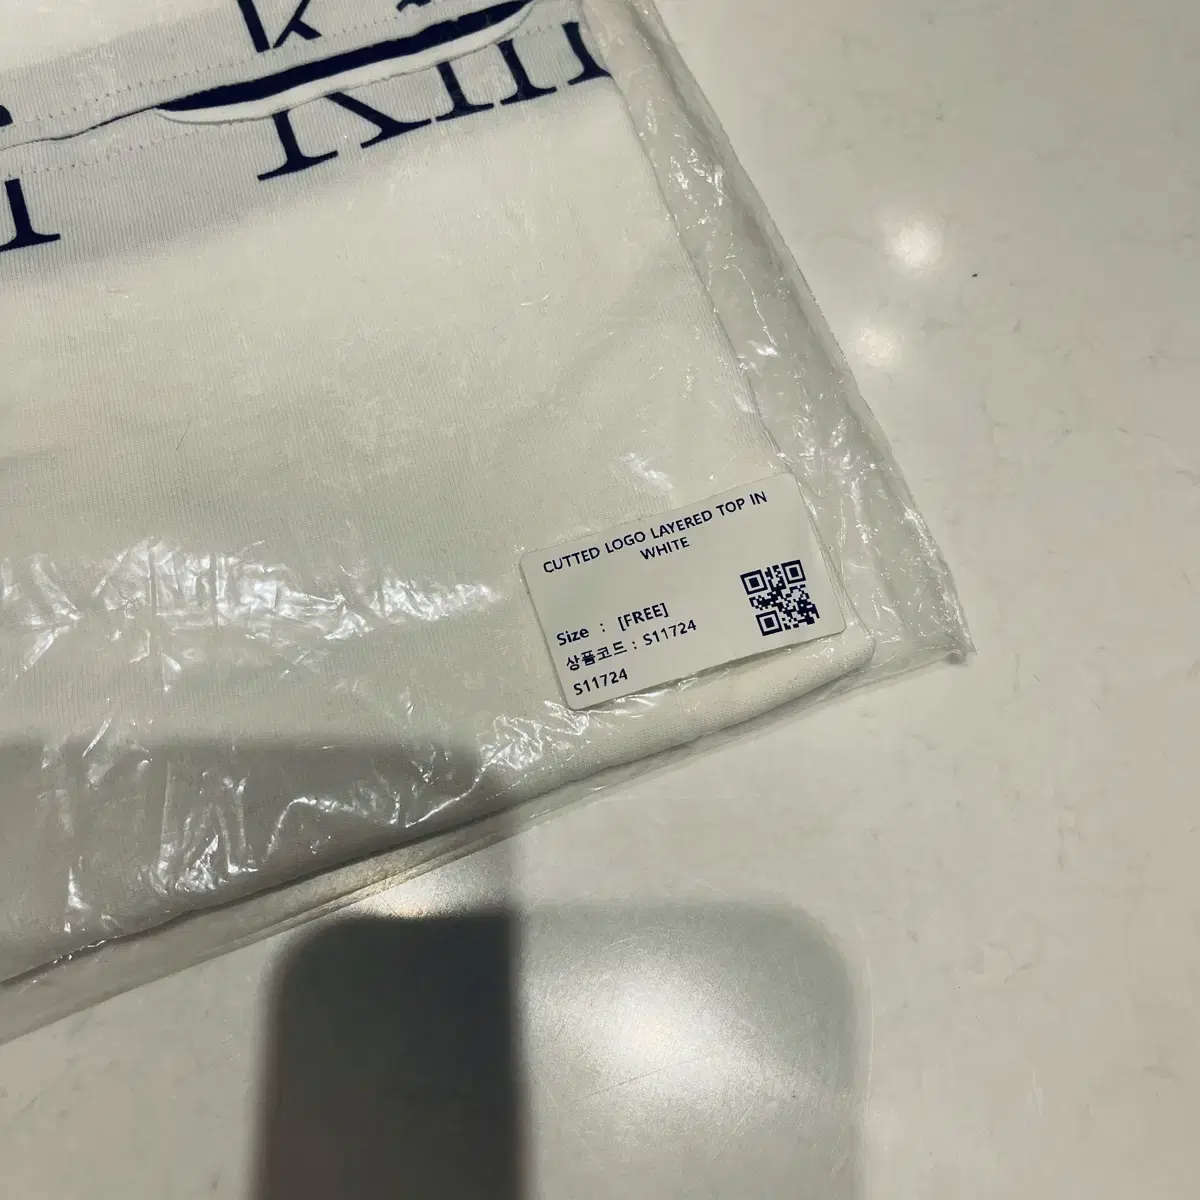 CUTTED LOGO LAYERED TOP IN
WHITE
Size : [FREE]
상품코드 : S11724
S11724